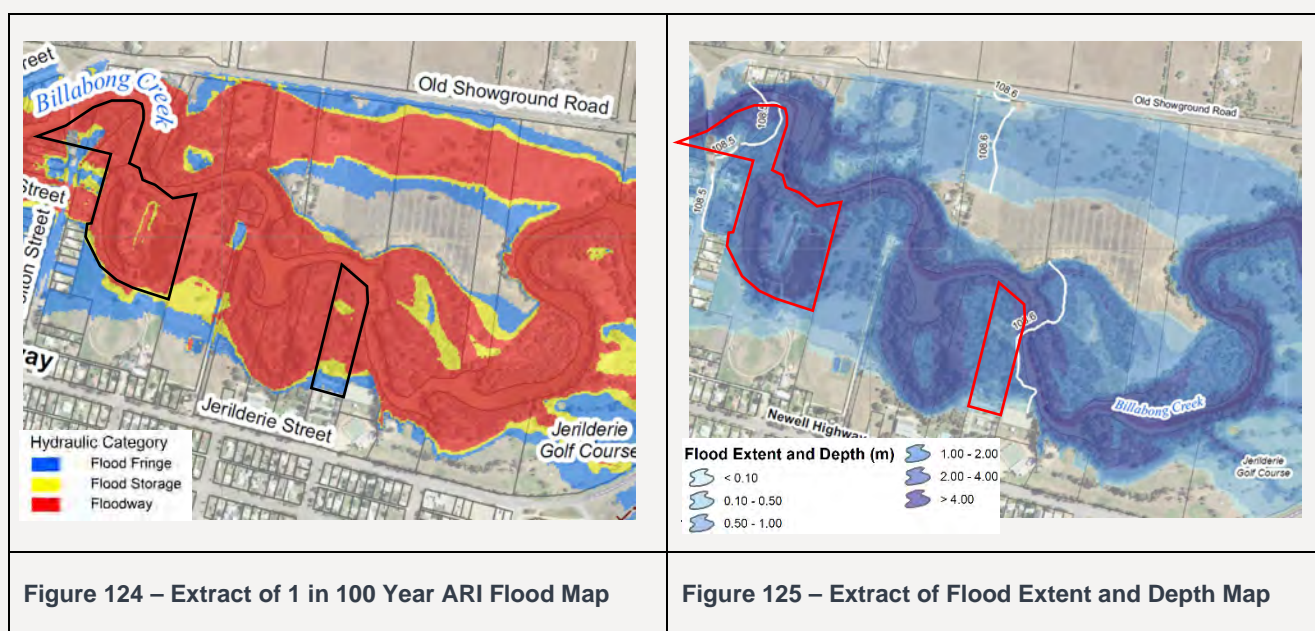 reet
Billabong Creek
Old Showground Road
Street
ay
Jerilderie Street
Jerilderie
Golf Course
Hydraulic Category
Flood Fringe
Flood Storage
Floodway
108.6
Old Showground Road
108.5
108.6
108.5
108.6
Newell Highway
Billabong Creek
Jerilderie
Golf Course
Flood Extent and Depth (m)
< 0.10
0.10 - 0.50
0.50 - 1.00
1.00 - 2.00
2.00 - 4.00
> 4.00
Figure 124 – Extract of 1 in 100 Year ARI Flood Map
Figure 125 – Extract of Flood Extent and Depth Map